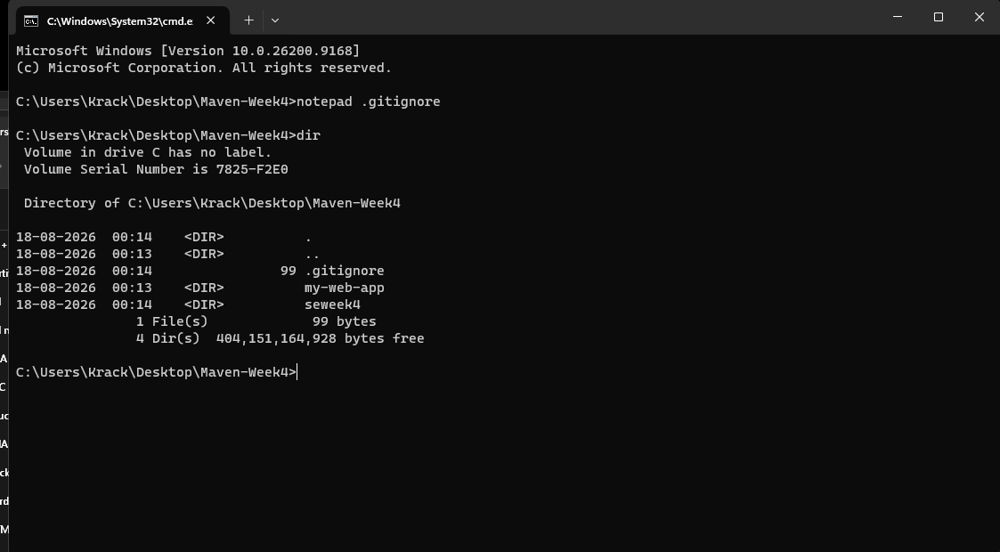 C:\Windows\System32\cmd.e
Microsoft Windows [Version 10.0.26200.9168]
(c) Microsoft Corporation. All rights reserved.
C:\Users\Krack\Desktop\Maven-Week4>notepad .gitignore
C:\Users\Krack\Desktop\Maven-Week4>dir
Volume in drive C has no label.
Volume Serial Number is 7825-F2E0
Directory of C:\Users\Krack\Desktop\Maven-Week4
18-08-2026  00:14    <DIR>          .
18-08-2026  00:13    <DIR>          ..
18-08-2026  00:14                99 .gitignore
18-08-2026  00:13    <DIR>          my-web-app
18-08-2026  00:14    <DIR>          seweek4
1 File(s)             99 bytes
4 Dir(s)  404,151,164,928 bytes free
C:\Users\Krack\Desktop\Maven-Week4>